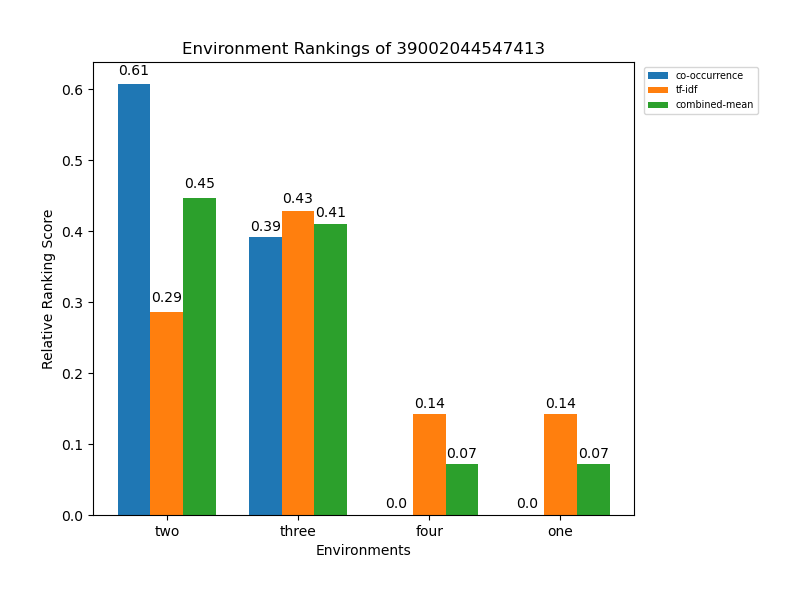 Environment Rankings of 39002044547413
co-occurrence
tf-idf
combined-mean
Relative Ranking Score
0.6
0.5
0.4
0.3
0.2
0.1
0.0
0.61
0.29
0.45
0.39
0.43
0.41
0.0
0.14
0.07
0.0
0.14
0.07
two three four one
Environments